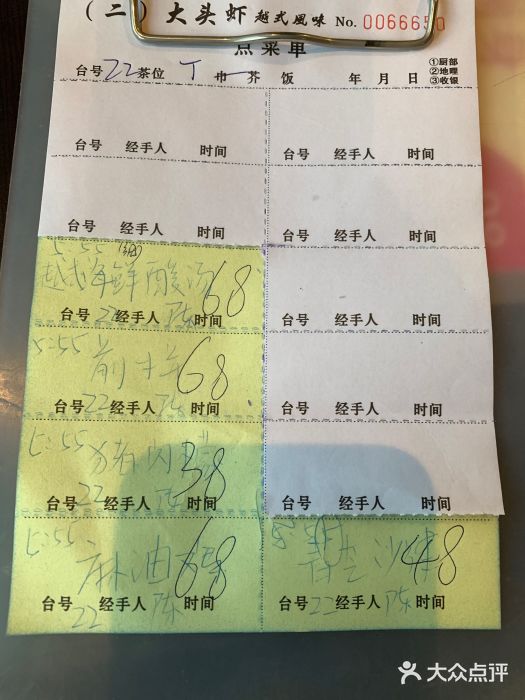 (二) 大头虾 越式風味 No. 0066650
点菜单
台号 22 茶位 丁 巾 芥 饭 年 月 日 ①厨部
②地喱
③收银
台号 经手人 时间 台号 经手人 时间
台号 经手人 时间 台号 经手人 时间
5:55
越式海鲜酸汤 68
台号 22 经手人 陈 时间 台号 经手人 时间
5:55 68
台号 22 经手人 时间 台号 经手人 时间
5:55 38
台号 22 经手人 陈 时间 台号 经手人 时间
5:55 麻油 68 48
台号 22 经手人 陈 时间 台号 22 经手人 陈 时间
大众点评